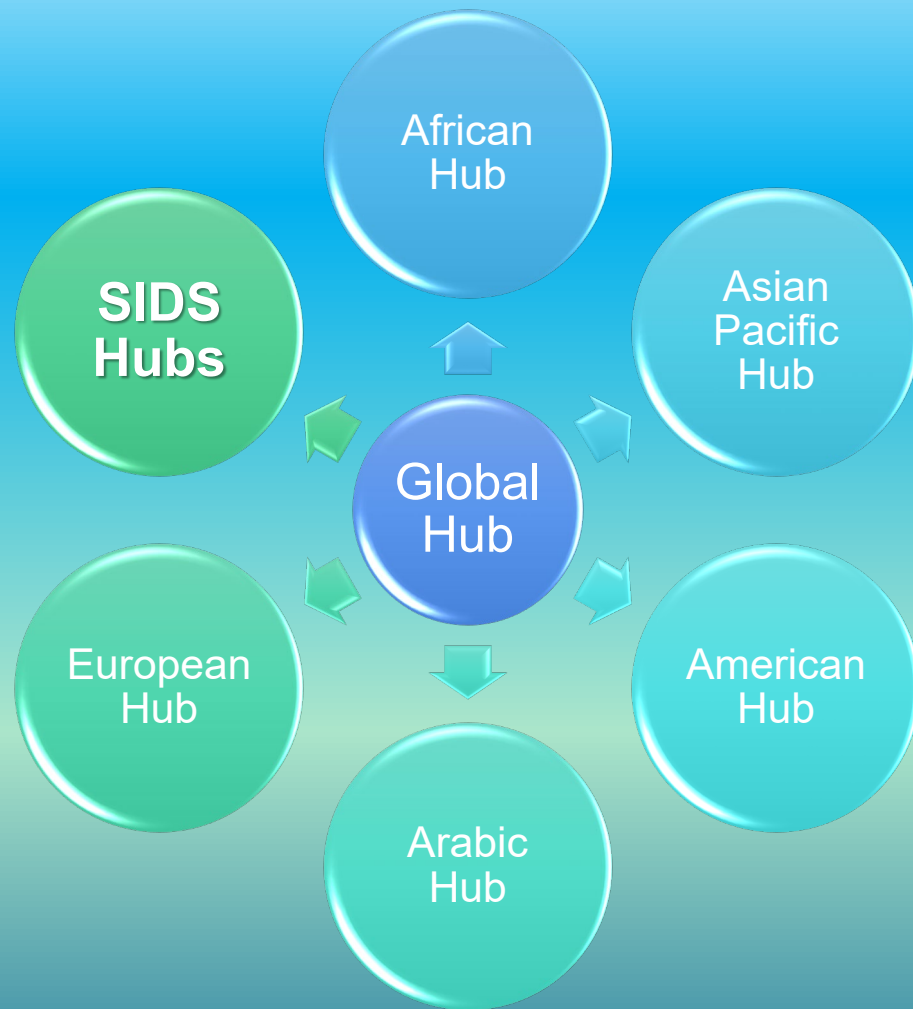 African
Hub
SIDS
Hubs
Asian
Pacific
Hub
Global
Hub
European
Hub
American
Hub
Arabic
Hub